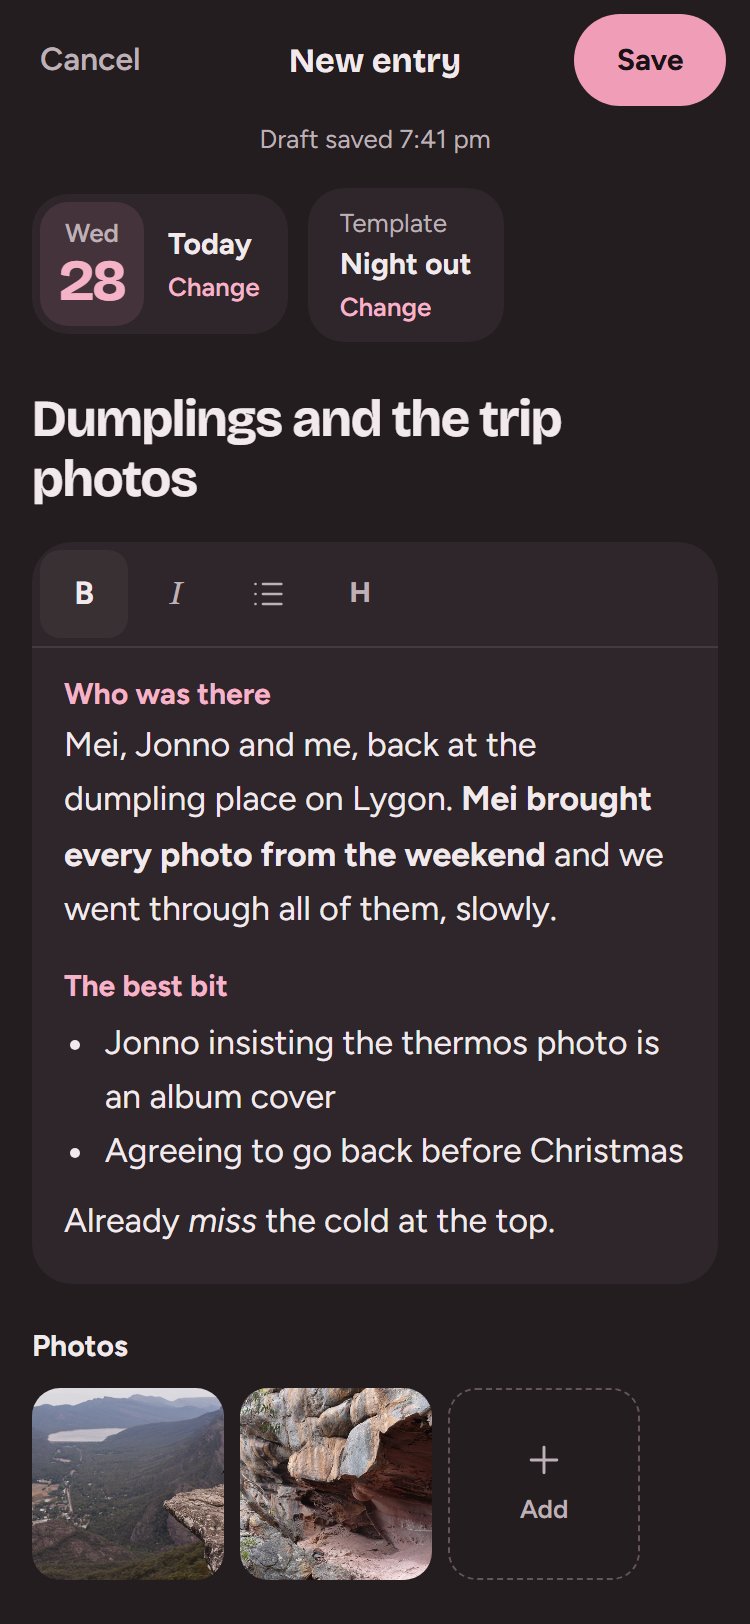 Cancel
New entry
Save
Draft saved 7:41 pm
Wed
28
Today
Change
Template
Night out
Change
Dumplings and the trip
photos
B
I
H
Who was there
Mei, Jonno and me, back at the
dumpling place on Lygon. Mei brought
every photo from the weekend and we
went through all of them, slowly.
The best bit
• Jonno insisting the thermos photo is
an album cover
• Agreeing to go back before Christmas
Already miss the cold at the top.
Photos
Add